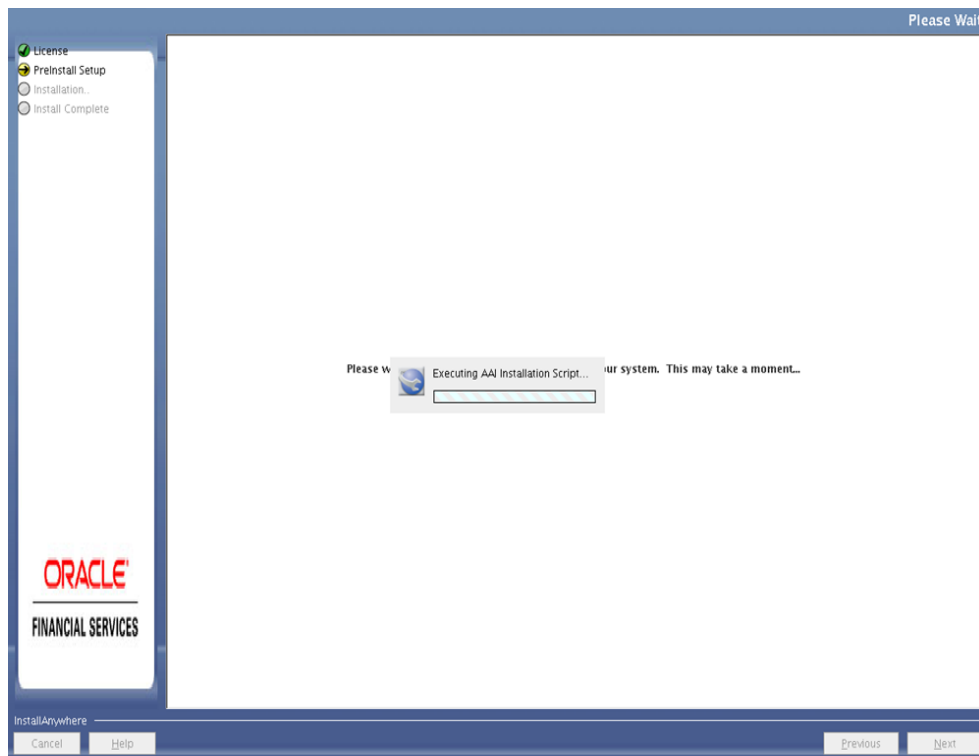 Please Wait
License
PreInstall Setup
Installation..
Install Complete
Please w
Executing AAI Installation Script...
ur system. This may take a moment...
ORACLE
FINANCIAL SERVICES
InstallAnywhere
Cancel
Help
Previous
Next